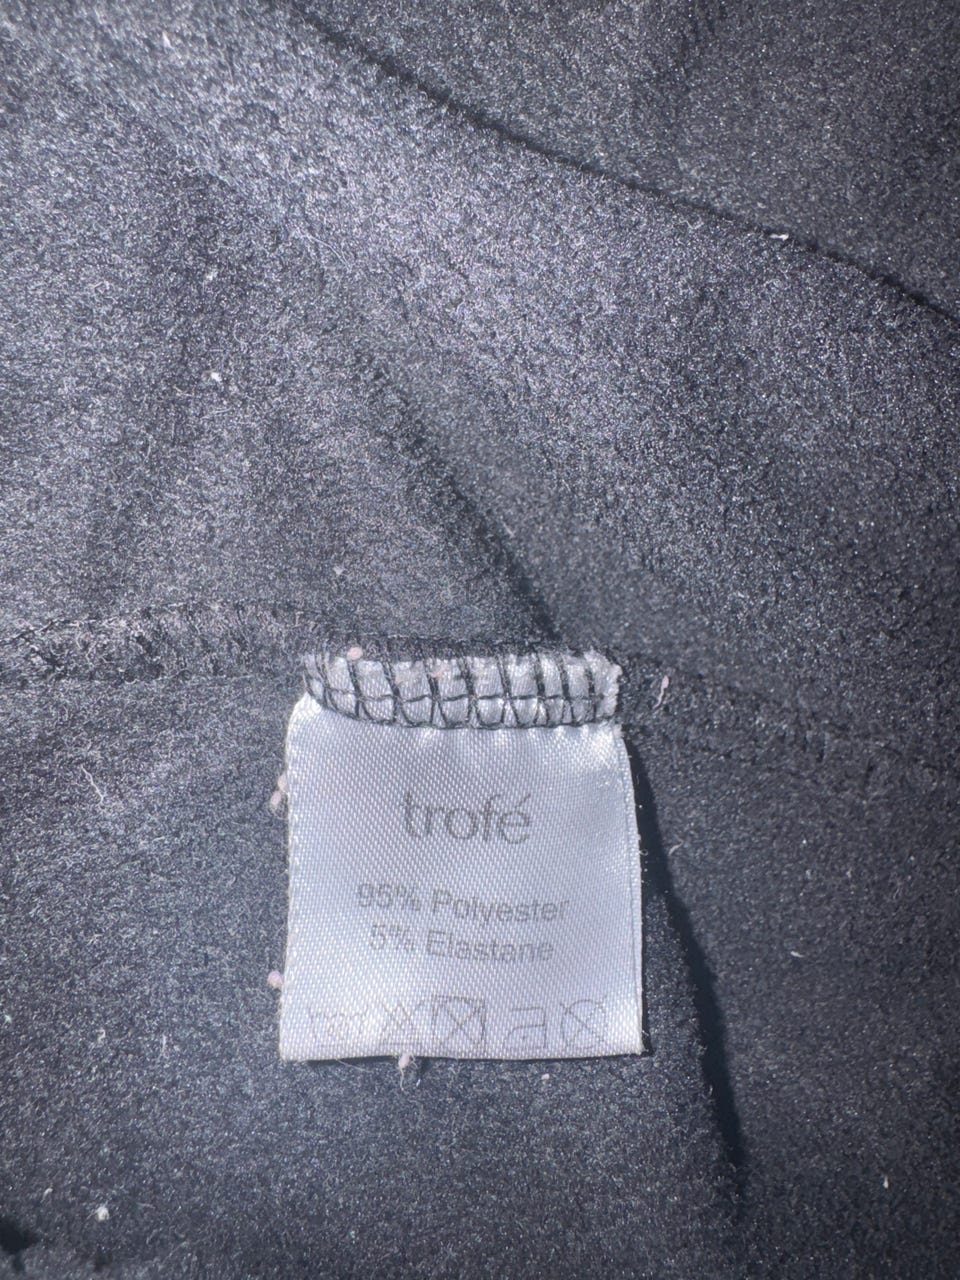 trofé
95% Polyester
5% Elastane